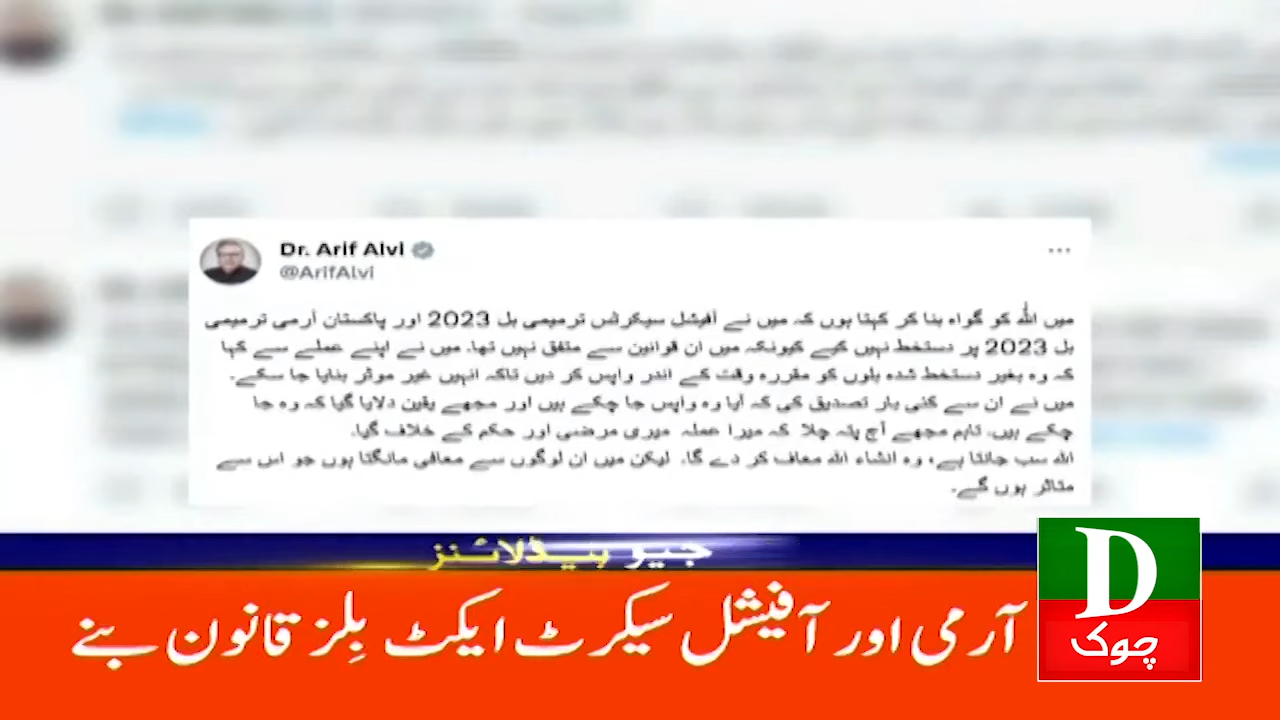 Dr. Arif Alvi
@ArifAlvi
میں اللہ کو گواہ بنا کر کہتا ہوں کہ میں نے آفیشل سیکرٹس ترمیمی بل 2023 اور پاکستان آرمی ترمیمی
بل 2023 پر دستخط نہیں کیے کیونکہ میں ان قوانین سے متفق نہیں تھا۔ میں نے اپنے عملے سے کہا
کہ وہ بغیر دستخط شدہ بلوں کو مقررہ وقت کے اندر واپس کر دیں تاکہ انہیں غیر موثر بنایا جا سکے۔
میں نے ان سے کئی بار تصدیق کی کہ آیا وہ واپس جا چکے ہیں اور مجھے یقین دلایا گیا کہ وہ جا
چکے ہیں۔ تاہم مجھے آج پتہ چلا کہ میرا عملہ میری مرضی اور حکم کے خلاف گیا۔
اللہ سب جانتا ہے، وہ انشاء اللہ معاف کر دے گا۔ لیکن میں ان لوگوں سے معافی مانگتا ہوں جو اس سے
متاثر ہوں گے۔
جیو ہیڈلائنز
آرمی اور آفیشل سیکرٹ ایکٹ بِلز قانون بنے
D
چوک